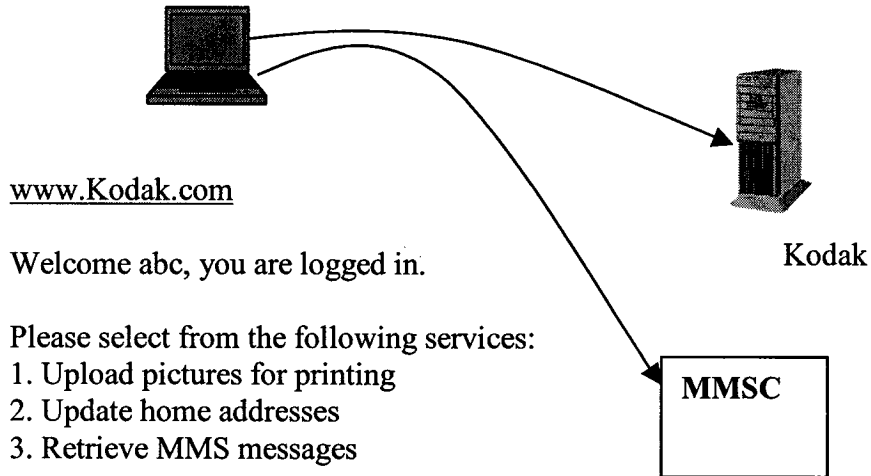 www.Kodak.com
Kodak
Welcome abc, you are logged in.
Please select from the following services:
1. Upload pictures for printing
MMSC
2. Update home addresses
3. Retrieve MMS messages